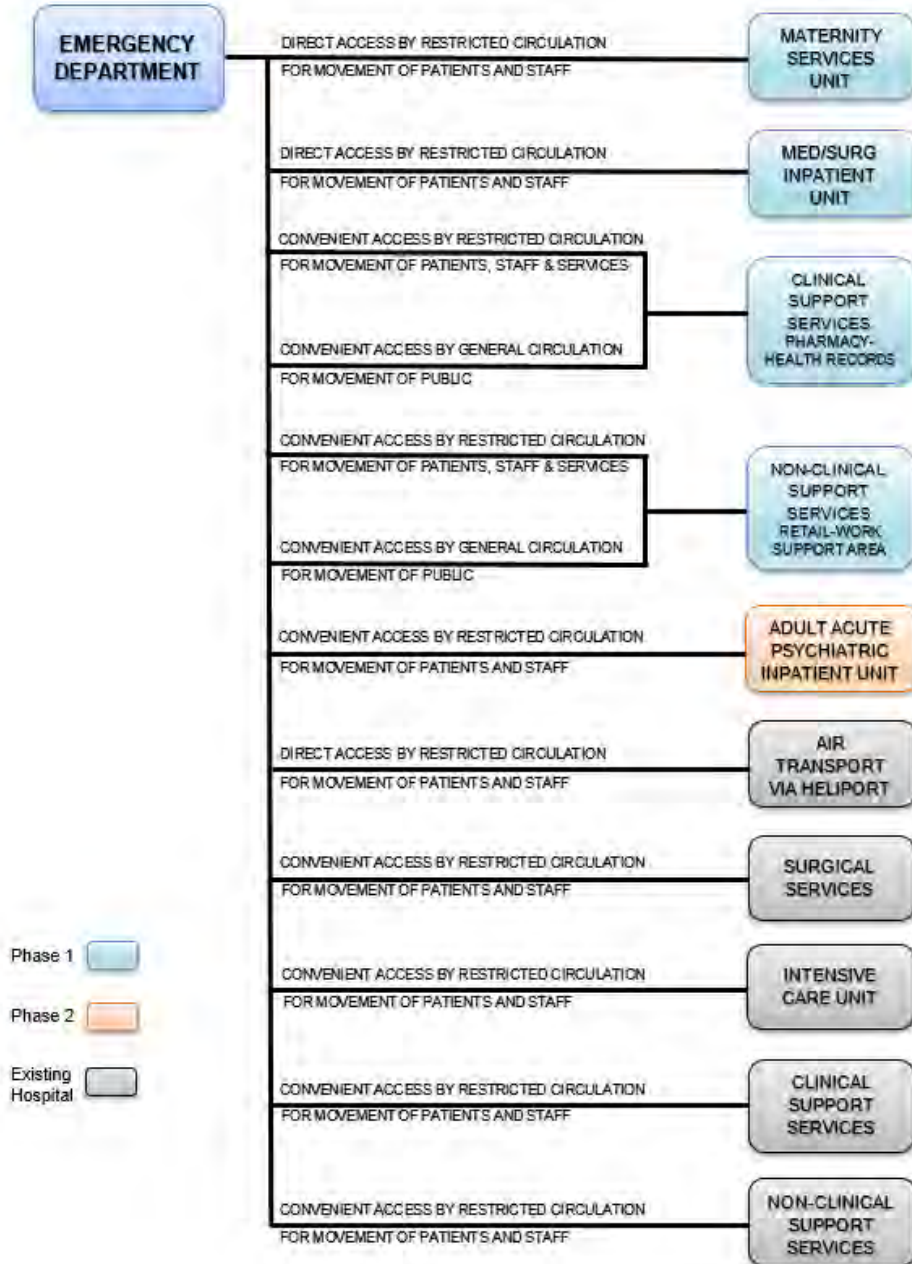 EMERGENCY
DEPARTMENT
DIRECT ACCESS BY RESTRICTED CIRCULATION
FOR MOVEMENT OF PATIENTS AND STAFF
MATERNITY
SERVICES
UNIT
DIRECT ACCESS BY RESTRICTED CIRCULATION
FOR MOVEMENT OF PATIENTS AND STAFF
MED/SURG
INPATIENT
UNIT
CONVENIENT ACCESS BY RESTRICTED CIRCULATION
FOR MOVEMENT OF PATIENTS, STAFF & SERVICES
CONVENIENT ACCESS BY GENERAL CIRCULATION
FOR MOVEMENT OF PUBLIC
CLINICAL
SUPPORT
SERVICES
PHARMACY-
HEALTH RECORDS
CONVENIENT ACCESS BY RESTRICTED CIRCULATION
FOR MOVEMENT OF PATIENTS, STAFF & SERVICES
CONVENIENT ACCESS BY GENERAL CIRCULATION
FOR MOVEMENT OF PUBLIC
NON-CLINICAL
SUPPORT
SERVICES
RETAIL-WORK
SUPPORT AREA
CONVENIENT ACCESS BY RESTRICTED CIRCULATION
FOR MOVEMENT OF PATIENTS AND STAFF
ADULT ACUTE
PSYCHIATRIC
INPATIENT UNIT
DIRECT ACCESS BY RESTRICTED CIRCULATION
FOR MOVEMENT OF PATIENTS AND STAFF
AIR
TRANSPORT
VIA HELIPORT
CONVENIENT ACCESS BY RESTRICTED CIRCULATION
FOR MOVEMENT OF PATIENTS AND STAFF
SURGICAL
SERVICES
CONVENIENT ACCESS BY RESTRICTED CIRCULATION
FOR MOVEMENT OF PATIENTS AND STAFF
INTENSIVE
CARE UNIT
CONVENIENT ACCESS BY RESTRICTED CIRCULATION
FOR MOVEMENT OF PATIENTS AND STAFF
CLINICAL
SUPPORT
SERVICES
CONVENIENT ACCESS BY RESTRICTED CIRCULATION
FOR MOVEMENT OF PATIENTS AND STAFF
NON-CLINICAL
SUPPORT
SERVICES
Phase 1
Phase 2
Existing
Hospital